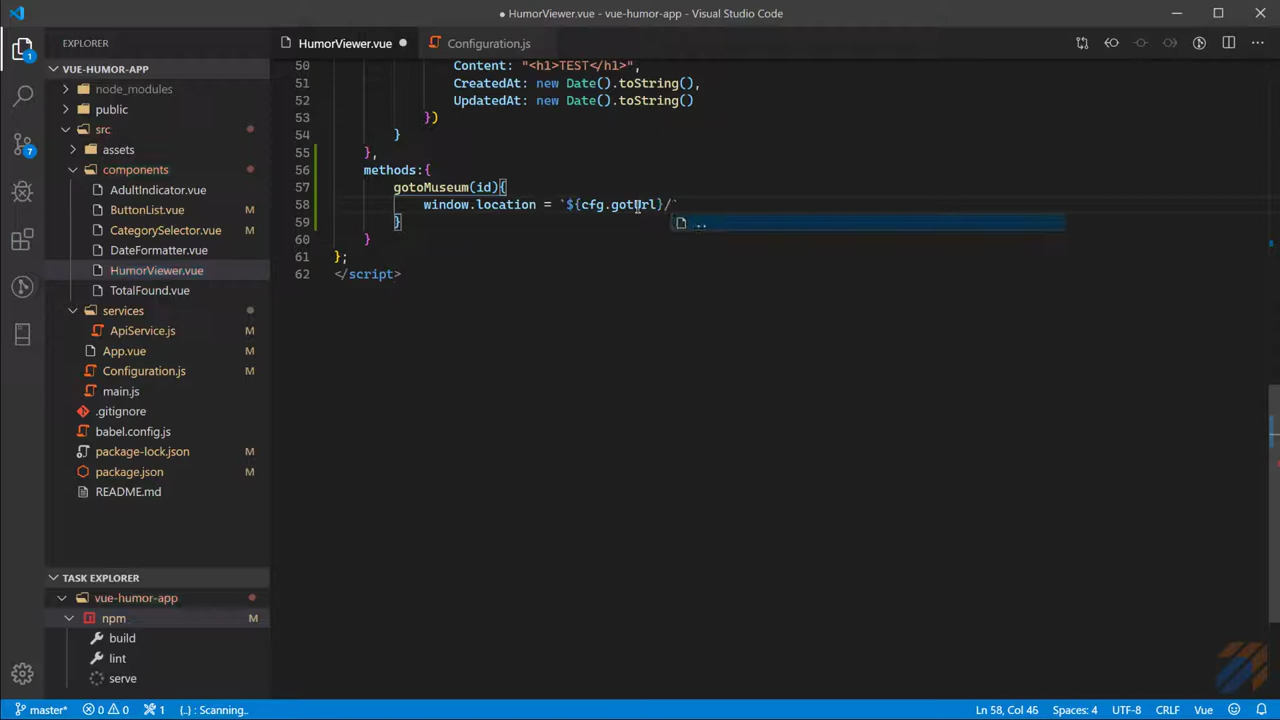 HumorViewer.vue - vue-humor-app - Visual Studio Code
EXPLORER
HumorViewer.vue
Configuration.js
VUE-HUMOR-APP
node_modules
public
src
assets
components
AdultIndicator.vue
ButtonList.vue M
CategorySelector.vue M
DateFormatter.vue
HumorViewer.vue
TotalFound.vue
services
ApiService.js M
App.vue M
Configuration.js M
main.js
.gitignore
babel.config.js
package-lock.json M
package.json M
README.md
50 Content: "<h1>TEST</h1>",
51 CreatedAt: new Date().toString(),
52 UpdatedAt: new Date().toString()
53 })
54 }
55 },
56 methods:{
57 gotoMuseum(id){
58 window.location = `${cfg.gotUrl}/`
..
59 }
60 }
61 };
62 </script>
TASK EXPLORER
vue-humor-app
npm M
build
lint
serve
1
7
master* 0 0 1 {..} : Scanning.. Ln 58, Col 46 Spaces: 4 UTF-8 CRLF Vue